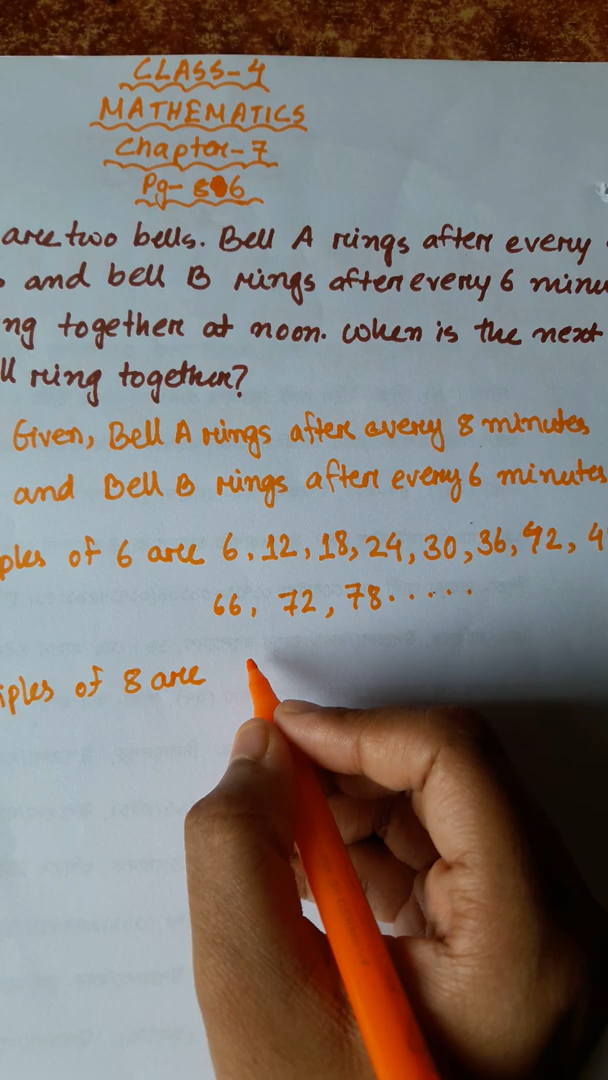 CLASS-4
MATHEMATICS
Chapter-7
Pg-
are two bells. Bell A rings after every
and bell B rings after every 6 minu
ng together at noon. When is the next
ll ring together?
Given, Bell A rings after every 8 minutes
and Bell B rings after every 6 minutes
ples of 6 are 6, 12, 18, 24, 30, 36, 42, 4
66, 72, 78.....
iples of 8 are